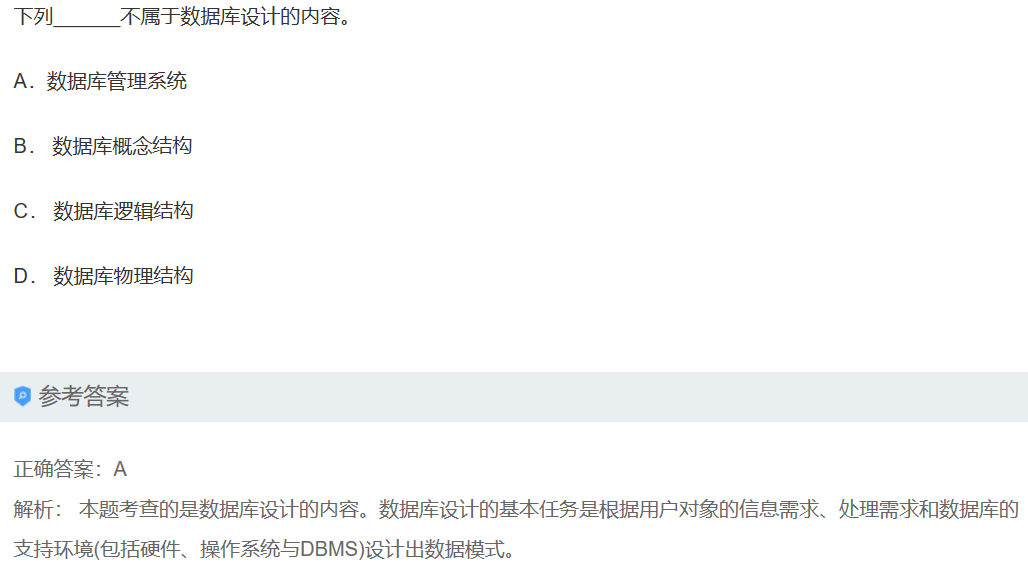 下列______不属于数据库设计的内容。
A．数据库管理系统
B． 数据库概念结构
C． 数据库逻辑结构
D． 数据库物理结构
参考答案
正确答案：A
解析： 本题考查的是数据库设计的内容。数据库设计的基本任务是根据用户对象的信息需求、处理需求和数据库的
支持环境(包括硬件、操作系统与DBMS)设计出数据模式。